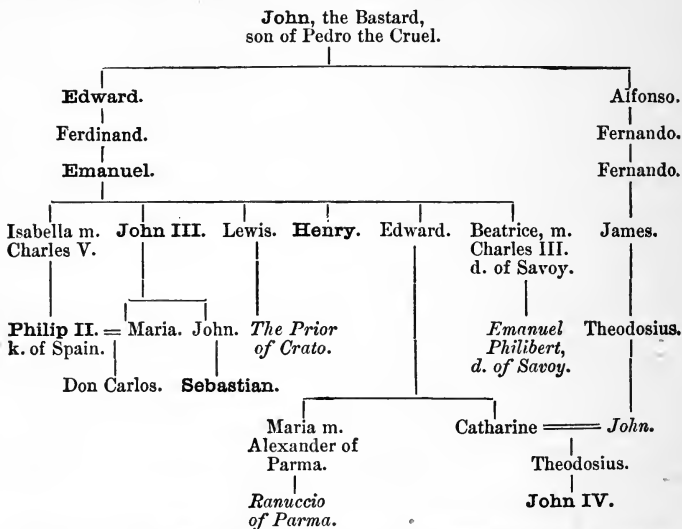 John, the Bastard,
son of Pedro the Cruel.
Edward. Alfonso.
Ferdinand. Fernando.
Emanuel. Fernando.
Isabella m. John III. Lewis. Henry. Edward. Beatrice, m. James.
Charles V. Charles III.
d. of Savoy.
Philip II. = Maria. John. The Prior Emanuel Theodosius.
k. of Spain. of Crato. Philibert,
Don Carlos. Sebastian. d. of Savoy.
Maria m. Catharine John.
Alexander of
Parma. Theodosius.
Ranuccio John IV.
of Parma.